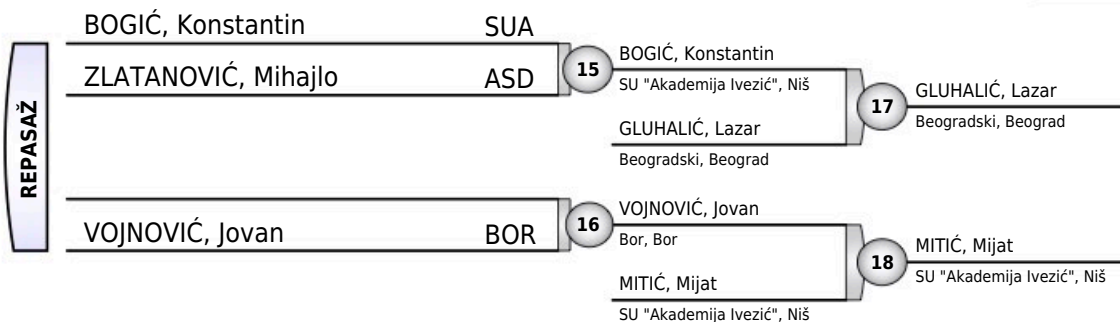 BOGIĆ, Konstantin SUA
ZLATANOVIĆ, Mihajlo ASD
REPASAŽ
VOJNOVIĆ, Jovan BOR
15
BOGIĆ, Konstantin
SU "Akademija Ivezić", Niš
GLUHALIĆ, Lazar
Beogradski, Beograd
16
VOJNOVIĆ, Jovan
Bor, Bor
MITIĆ, Mijat
SU "Akademija Ivezić", Niš
17
GLUHALIĆ, Lazar
Beogradski, Beograd
18
MITIĆ, Mijat
SU "Akademija Ivezić", Niš